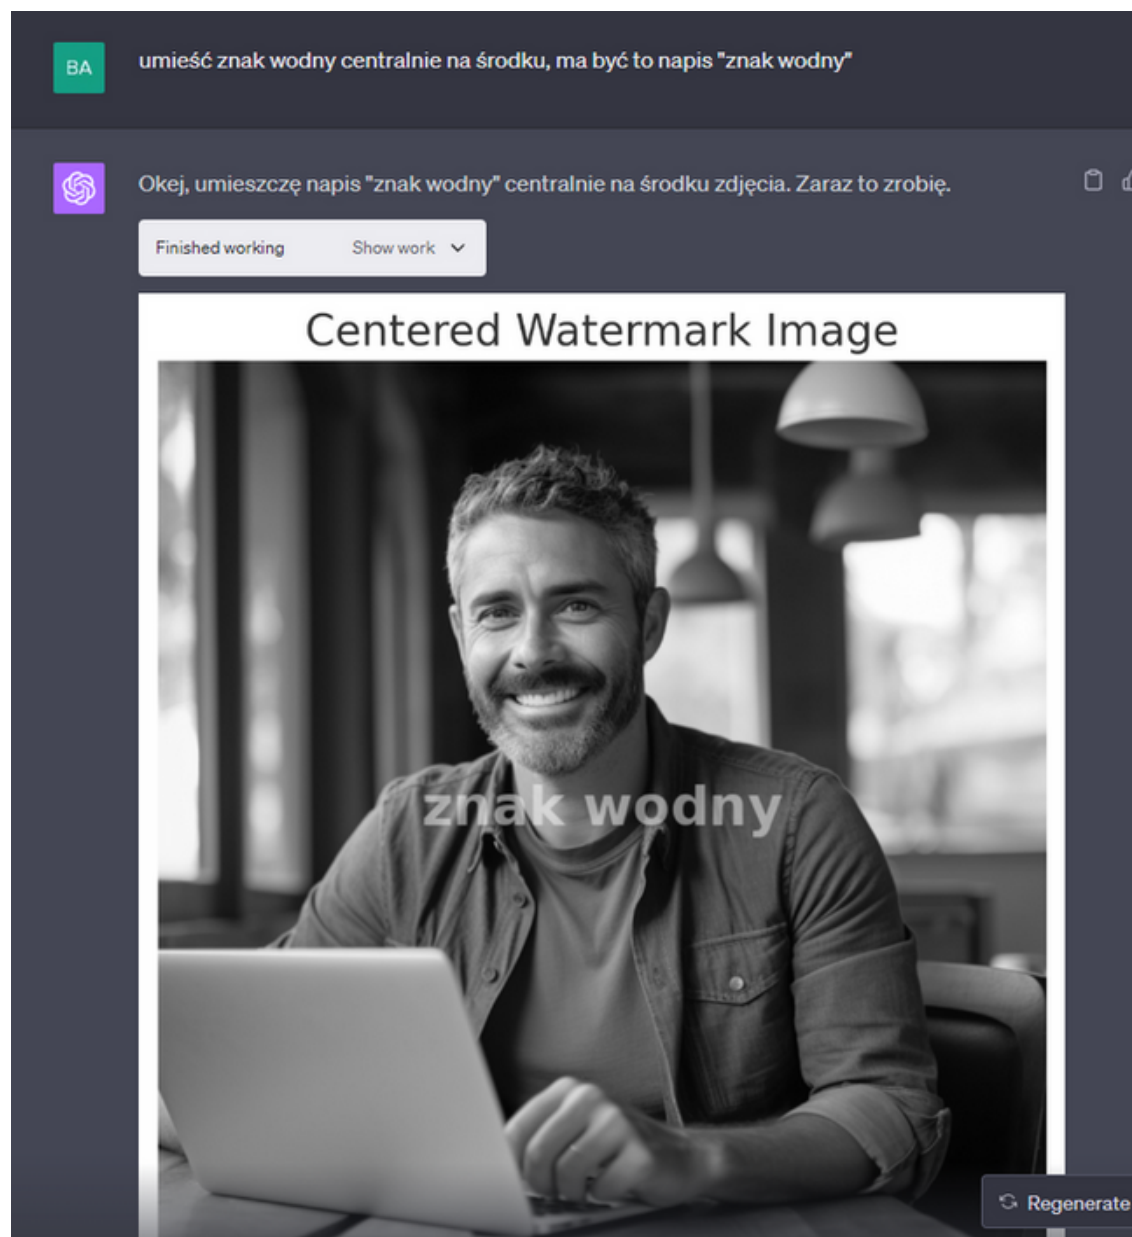 BA
umieść znak wodny centralnie na środku, ma być to napis "znak wodny"
Okej, umieszczę napis "znak wodny" centralnie na środku zdjęcia. Zaraz to zrobię.
Finished working Show work
Centered Watermark Image
znak wodny
Regenerate